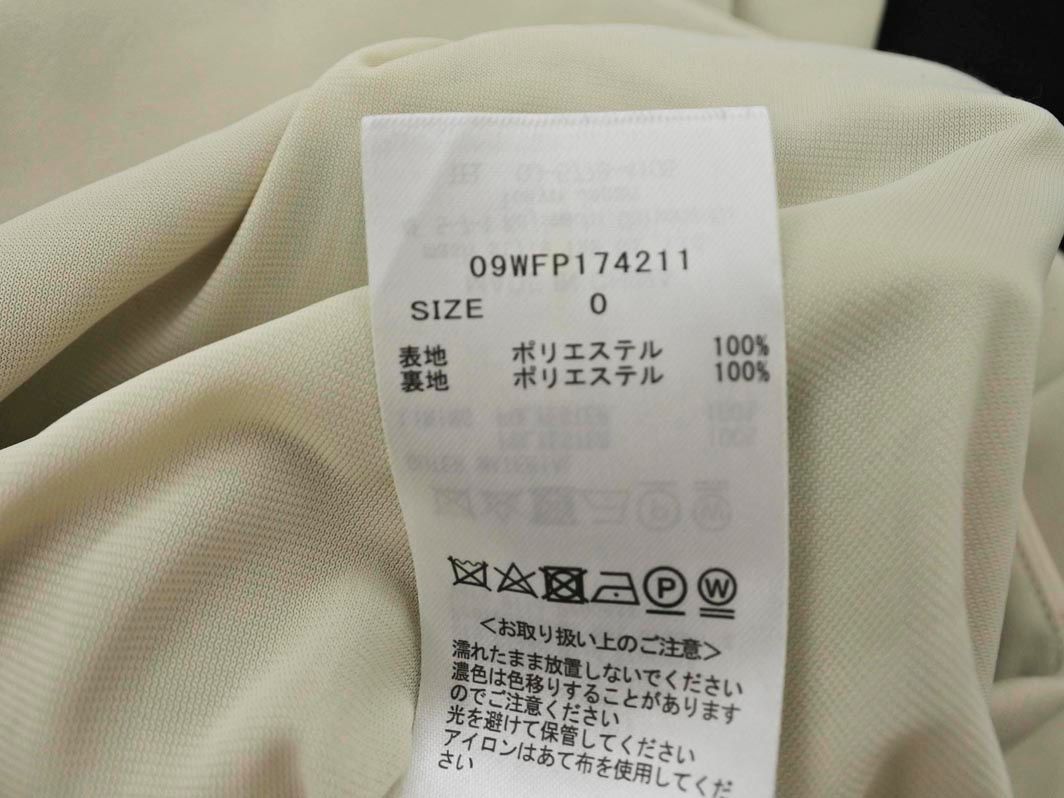 09WFP174211
SIZE 0
表地 ポリエステル 100%
裏地 ポリエステル 100%
P W
＜お取り扱い上のご注意＞
濡れたまま放置しないでください
濃色は色移りすることがあります
のでご注意ください
光を避けて保管してください
アイロンはあて布を使用してくだ
さい